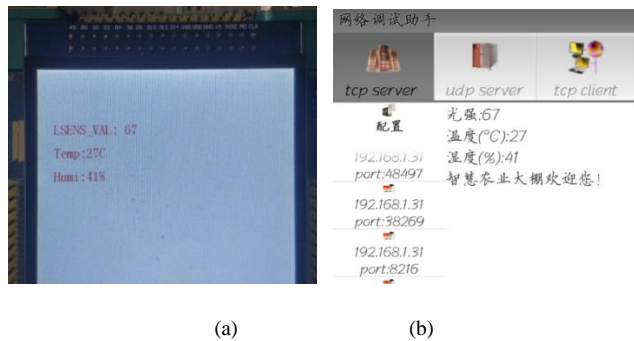 LSENS_VAL: 67
Temp:27C
Humi:41%
网络调试助手
tcp server
udp server
tcp client
配置
192.168.1.31
port:48497
192.168.1.31
port:38269
192.168.1.31
port:8216
光强:67
温度(°C):27
湿度(%):41
智慧农业大棚欢迎您!
(a)
(b)